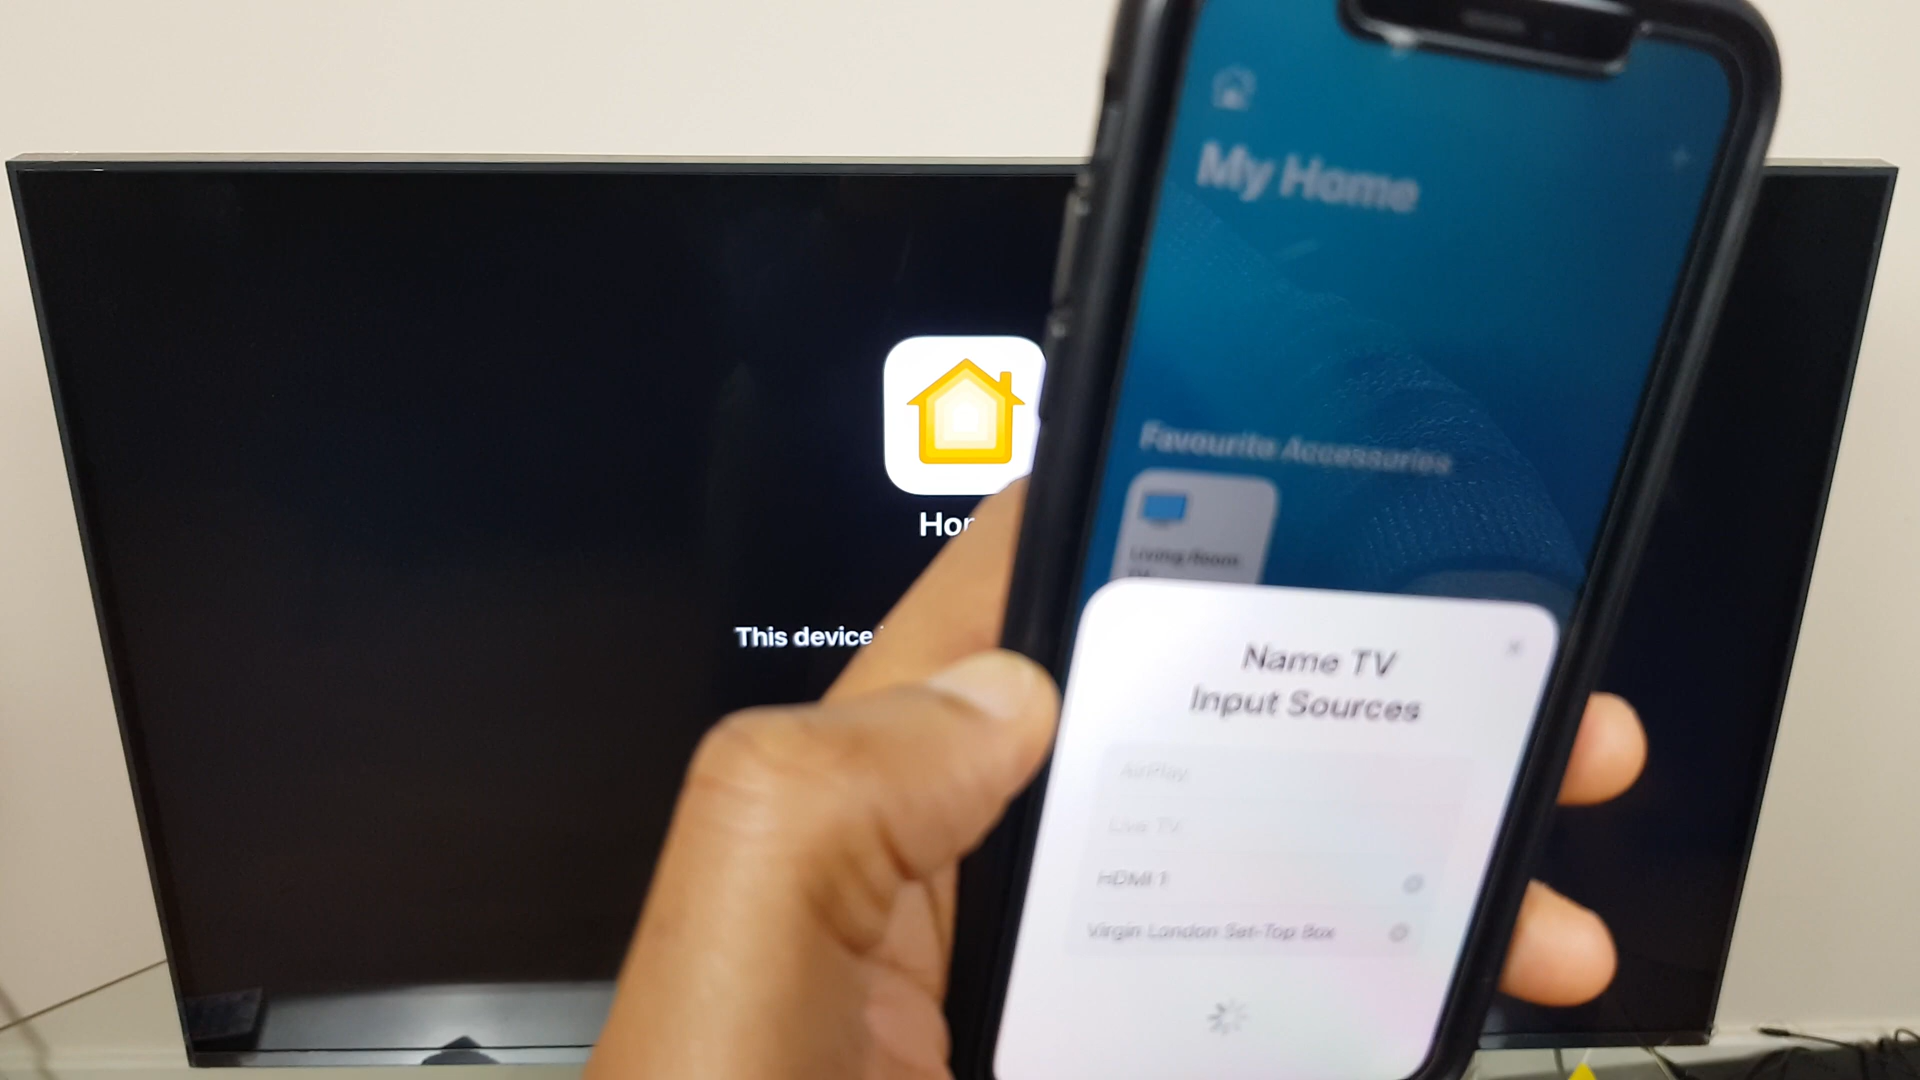 My Home
Favourite Accessories
Living Room
Hom
This device
Name TV
Input Sources
AirPlay
Live TV
HDMI 1
Virgin London Set-Top Box